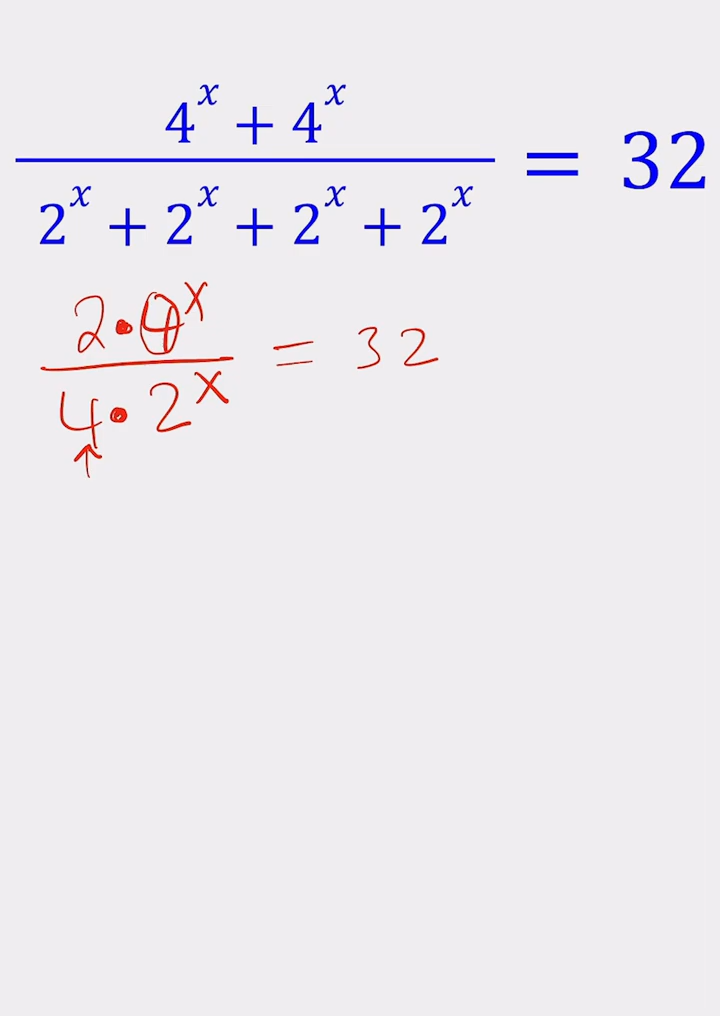 4^x + 4^x
2^x + 2^x + 2^x + 2^x = 32
2 • 4^x
4 • 2^x = 32
↑